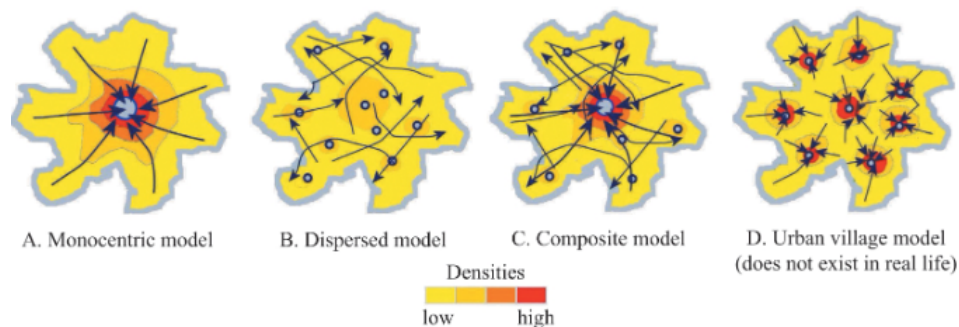 A. Monocentric model
B. Dispersed model
C. Composite model
D. Urban village model
(does not exist in real life)
Densities
low
high